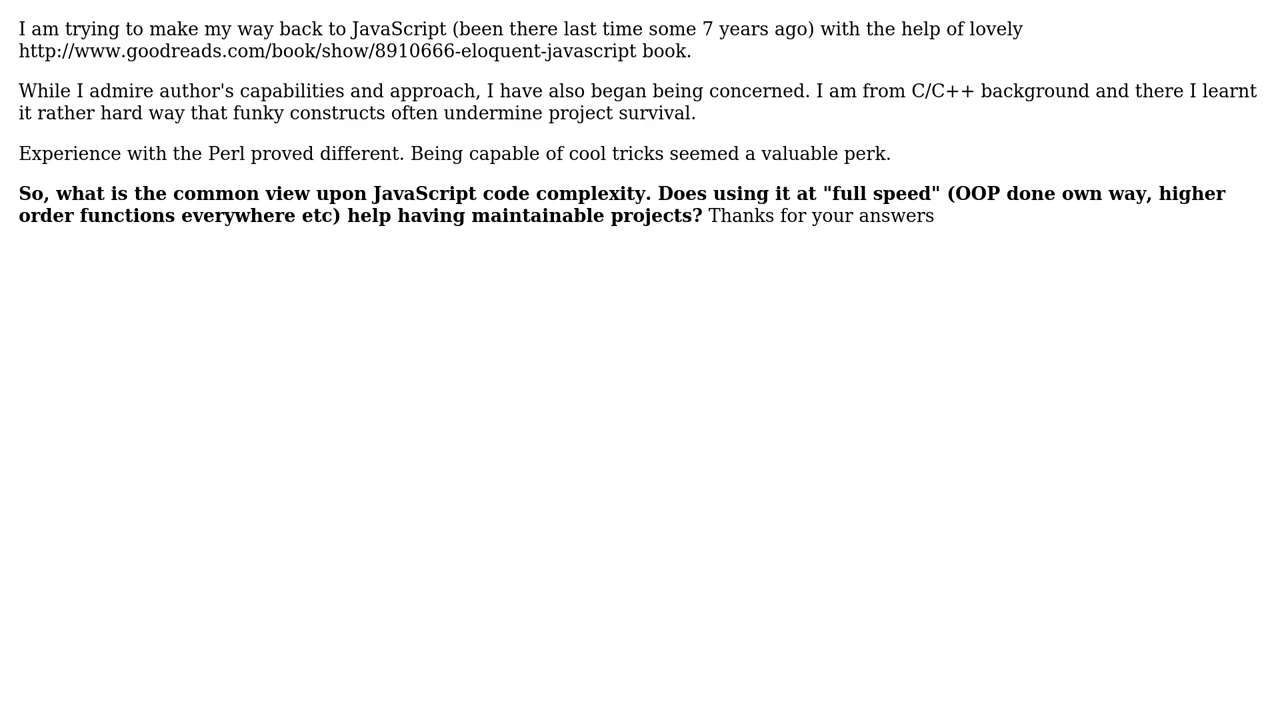 I am trying to make my way back to JavaScript (been there last time some 7 years ago) with the help of lovely
http://www.goodreads.com/book/show/8910666-eloquent-javascript book.
While I admire author's capabilities and approach, I have also began being concerned. I am from C/C++ background and there I learnt
it rather hard way that funky constructs often undermine project survival.
Experience with the Perl proved different. Being capable of cool tricks seemed a valuable perk.
So, what is the common view upon JavaScript code complexity. Does using it at "full speed" (OOP done own way, higher
order functions everywhere etc) help having maintainable projects? Thanks for your answers